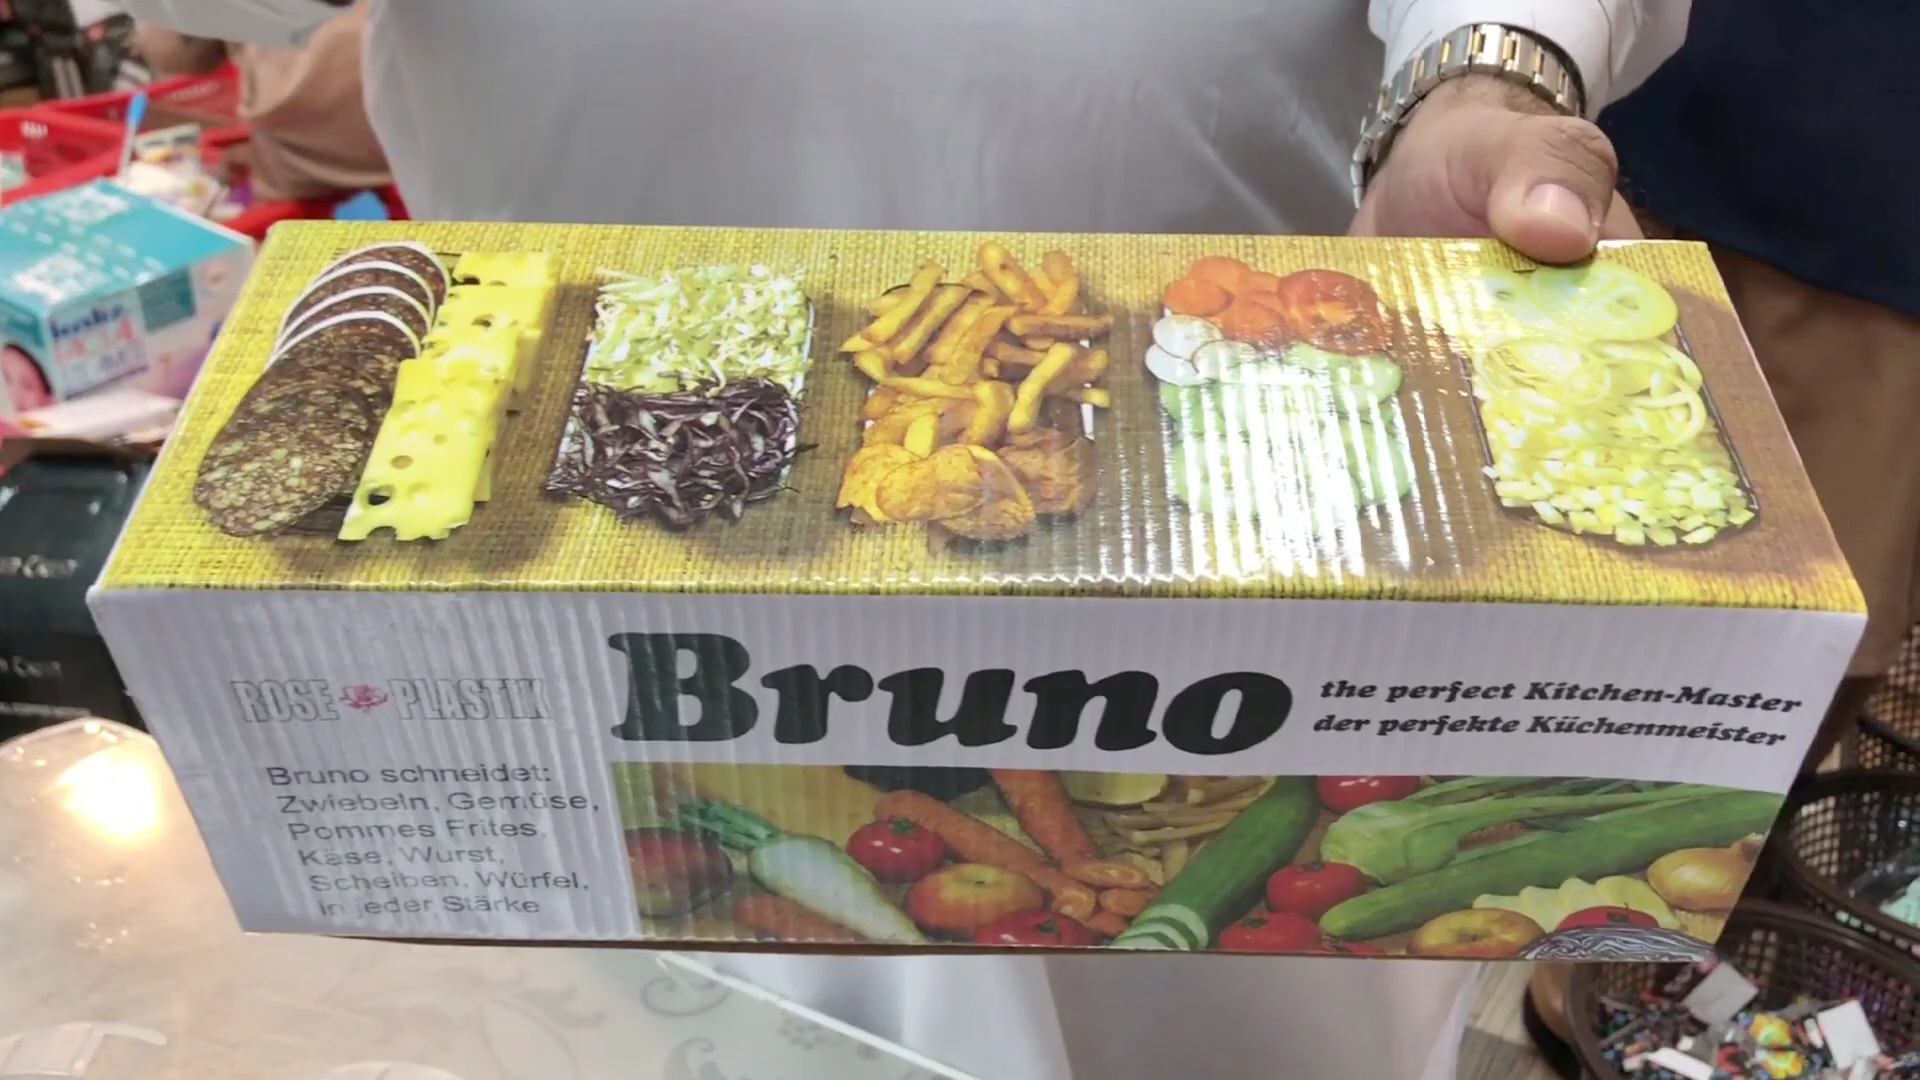 ROSE PLASTIK
Bruno
the perfect Kitchen-Master
der perfekte Küchenmeister
Bruno schneidet:
Zwiebeln, Gemüse,
Pommes Frites,
Käse, Wurst,
Scheiben, Würfel,
in jeder Stärke